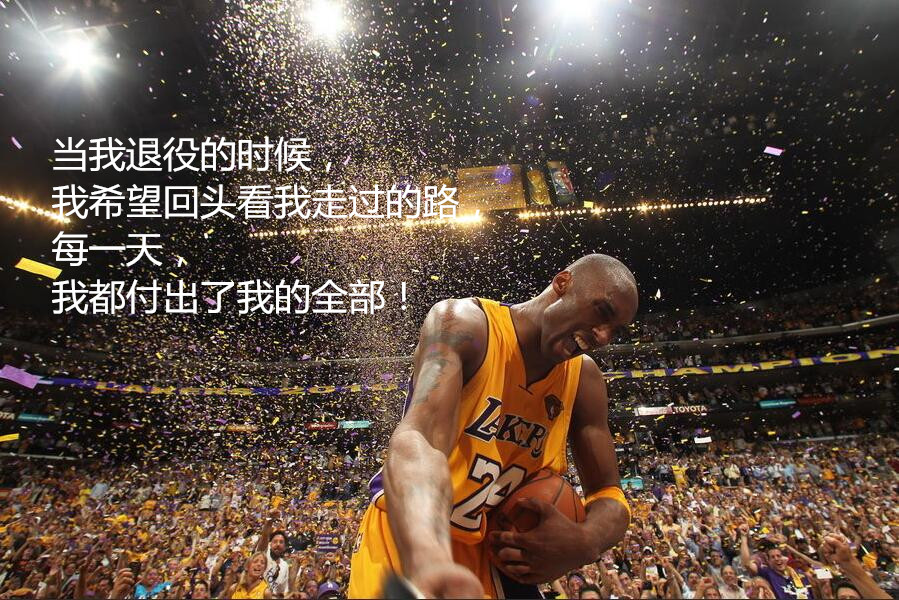 当我退役的时候，
我希望回头看我走过的路
每一天，
我都付出了我的全部！
CHAMPION
TOYOTA
LAKERS
24